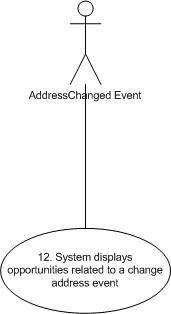 AddressChanged Event
12. System displays
opportunities related to a change
address event